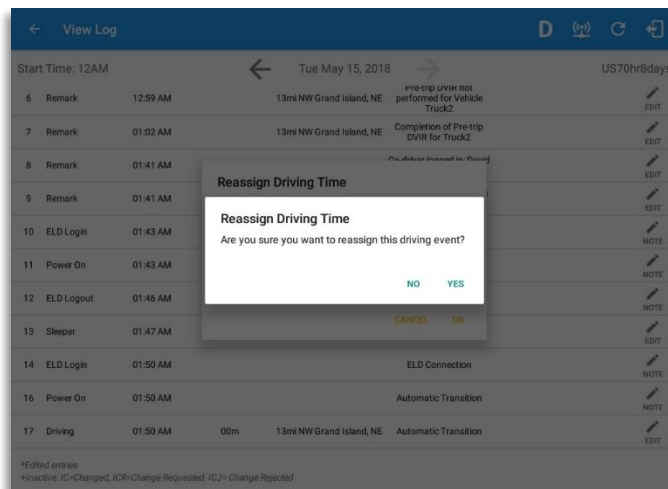 View Log
D
Start Time: 12AM
Tue May 15, 2018
US70hr8days
6 Remark 12:59 AM 13mi NW Grand Island, NE Pre-trip DVIR not performed for Vehicle Truck2 EDIT
7 Remark 01:02 AM 13mi NW Grand Island, NE Completion of Pre-trip DVIR for Truck2 EDIT
8 Remark 01:41 AM Co-driver logged in: David EDIT
9 Remark 01:41 AM EDIT
10 ELD Login 01:43 AM NOTE
11 Power On 01:43 AM NOTE
12 ELD Logout 01:46 AM NOTE
13 Sleeper 01:47 AM EDIT
14 ELD Login 01:50 AM ELD Connection NOTE
16 Power On 01:50 AM Automatic Transition NOTE
17 Driving 01:50 AM 00m 13mi NW Grand Island, NE Automatic Transition EDIT
Reassign Driving Time
Reassign Driving Time
Are you sure you want to reassign this driving event?
NO YES
CANCEL OK
*Edited entries
+Inactive: IC=Changed, ICR=Change Requested, ICJ= Change Rejected